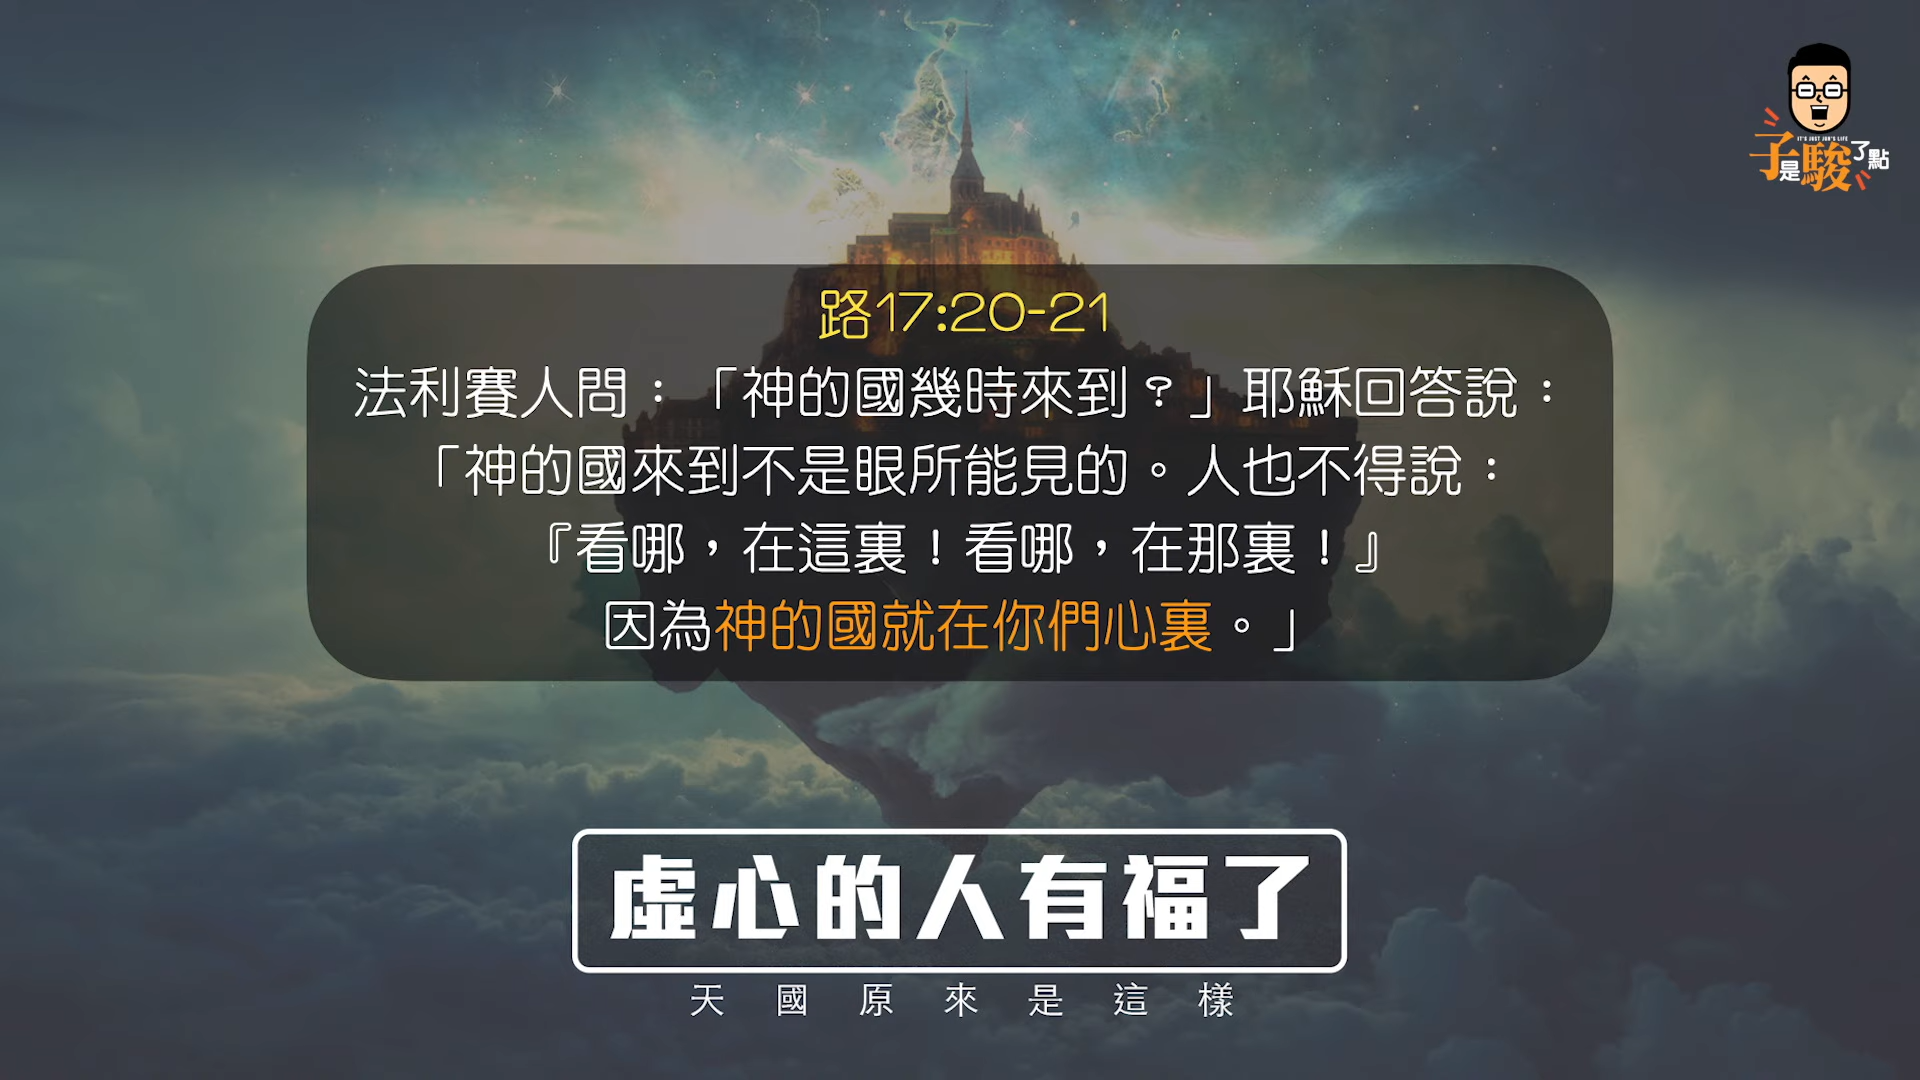 IT'S JUST JUN'S LIFE
子是駿了點
路17:20-21
法利賽人問：「神的國幾時來到？」耶穌回答說：
「神的國來到不是眼所能見的。人也不得說：
『看哪，在這裏！看哪，在那裏！』
因為神的國就在你們心裏。」
虛心的人有福了
天國原來是這樣